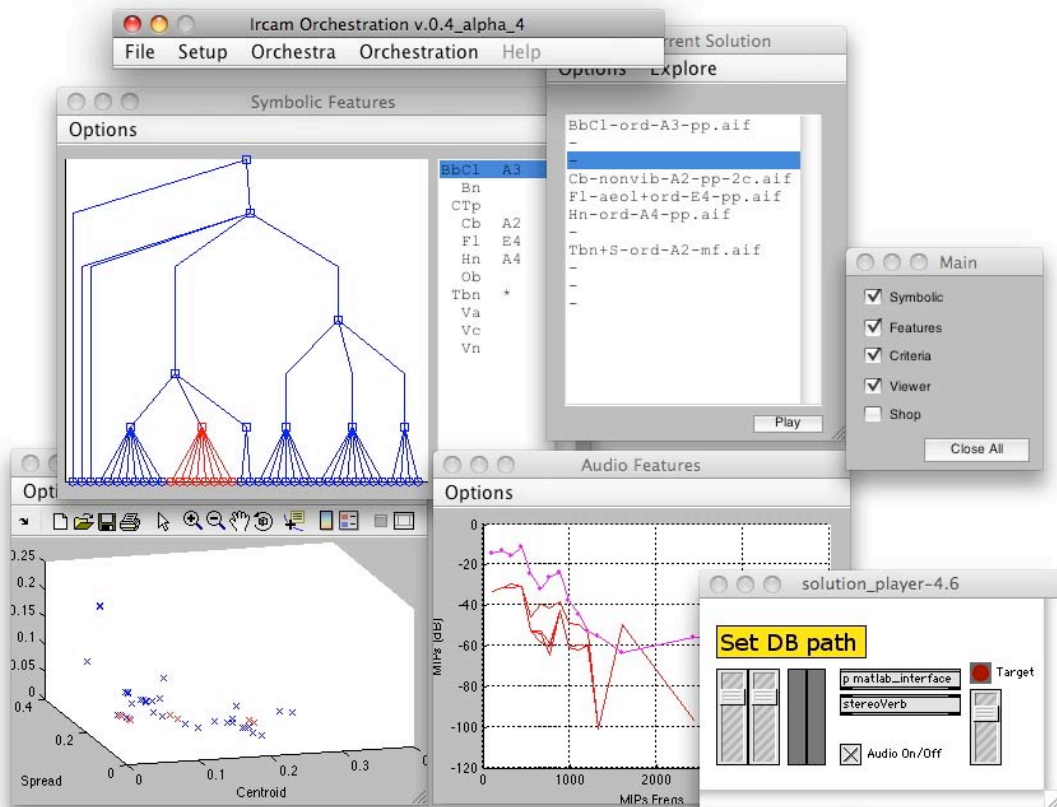 Ircam Orchestration v.0.4_alpha_4
File Setup Orchestra Orchestration Help
rrent Solution
Options Explore
BbCl-ord-A3-pp.aif
-
-
Cb-nonvib-A2-pp-2c.aif
Fl-aeol+ord-E4-pp.aif
Hn-ord-A4-pp.aif
-
Tbn+S-ord-A2-mf.aif
-
-
-
Play
Symbolic Features
Options
BbCl A3
Bn
CTp
Cb A2
Fl E4
Hn A4
Ob
Tbn *
Va
Vc
Vn
Main
Symbolic
Features
Criteria
Viewer
Shop
Close All
Opti
0.25
0.2
0.15
0.1
0.05
0
0.4
0.2
0
0
0.1
0.2
0.3
0.
Spread
Centroid
Audio Features
Options
0
-20
-40
-60
-80
-100
-120
MIPs [dB]
0
1000
2000
MIPs Freqs
solution_player-4.6
Set DB path
p matlab_interface
stereoVerb
Target
Audio On/Off